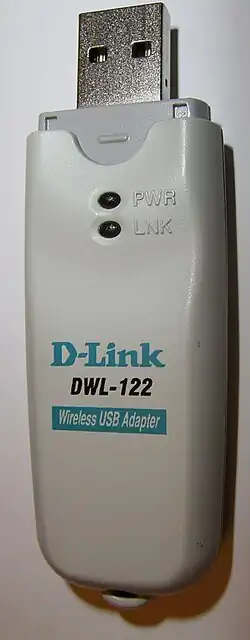 PWR
LNK
D-Link
DWL-122
Wireless USB Adapter